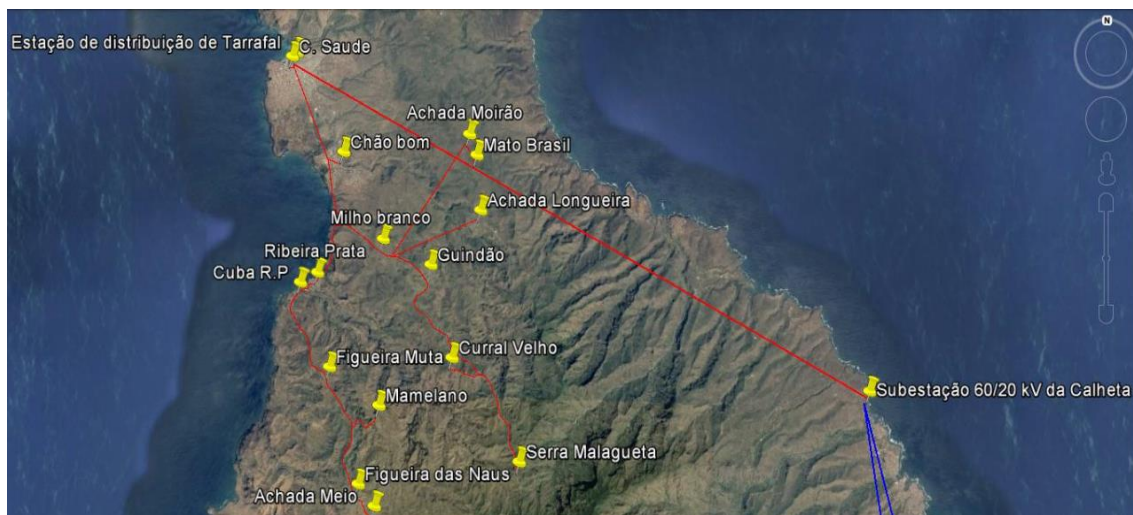 N
Estação de distribuição de Tarrafal
C. Saude
Achada Moirão
Chão bom
Mato Brasil
Achada Longueira
Milho branco
Ribeira Prata
Guindão
Cuba R.P
Figueira Muta
Curral Velho
Mamelano
Subestação 60/20 kV da Calheta
Serra Malagueta
Figueira das Naus
Achada Meio